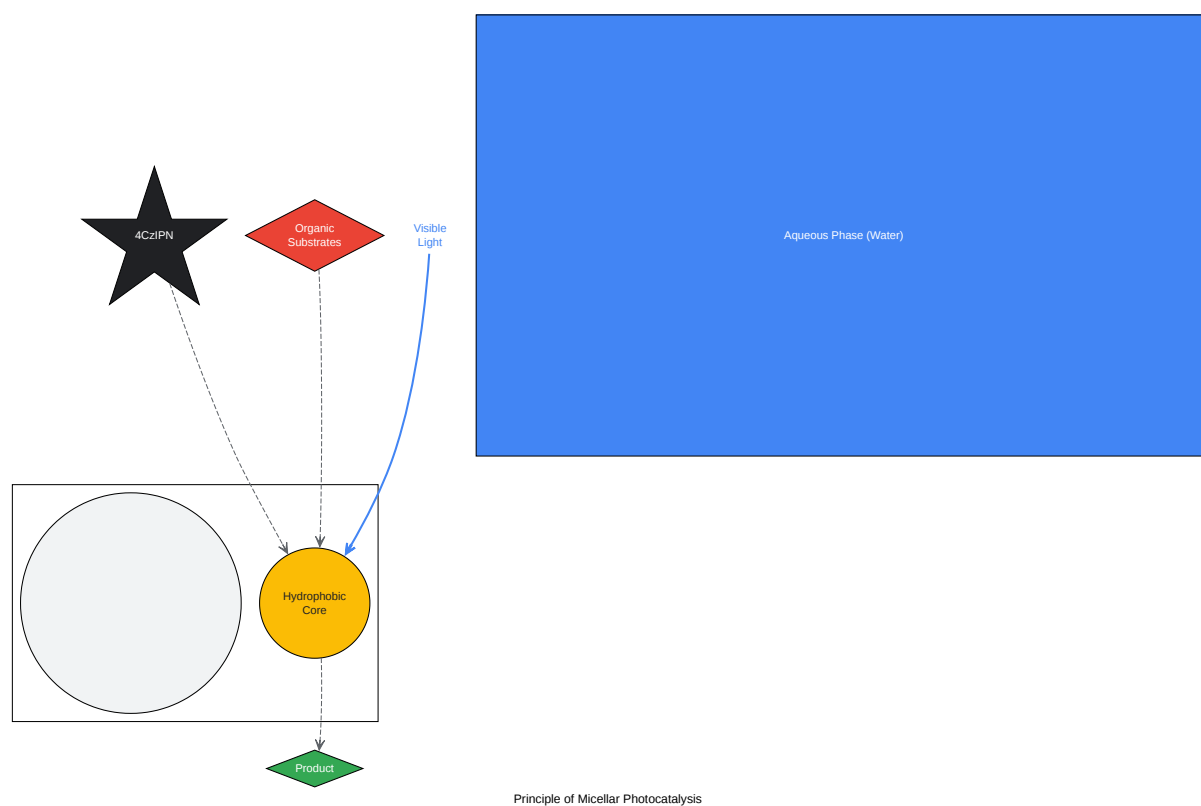 4CzIPN
Organic
Substrates
Visible
Light
Aqueous Phase (Water)
Hydrophobic
Core
Product
Principle of Micellar Photocatalysis